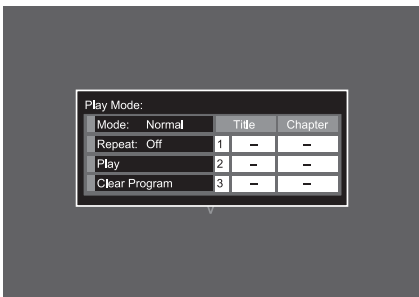 Play Mode:
Mode: Normal Title Chapter
Repeat: Off 1 – –
Play 2 – –
Clear Program 3 – –
v